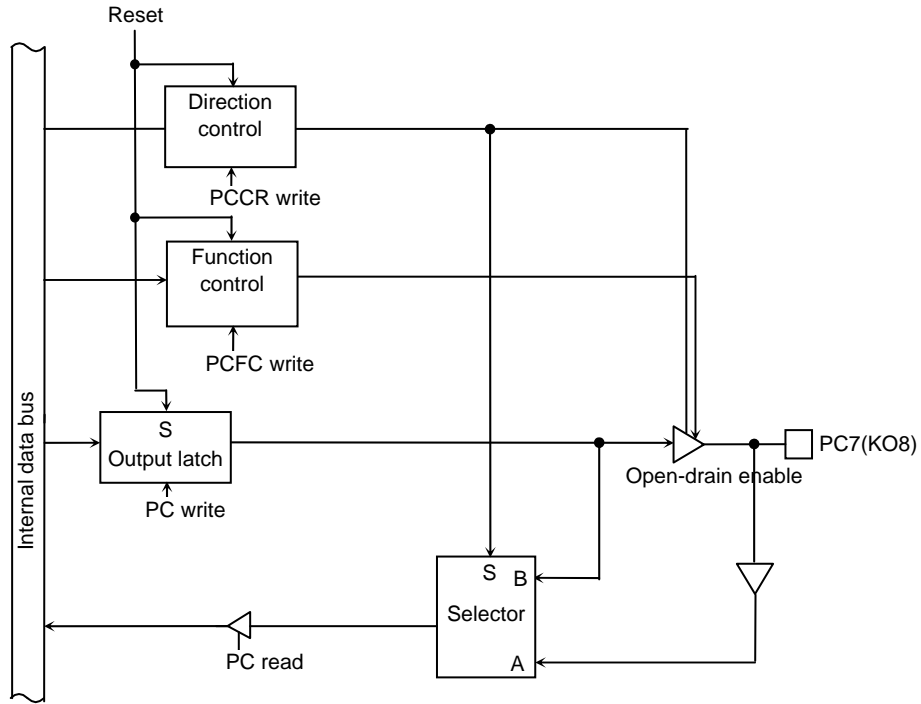 Reset
Direction
control
PCCR write
Function
control
PCFC write
Internal data bus
S
Output latch
PC write
PC7(KO8)
Open-drain enable
S
B
Selector
A
PC read